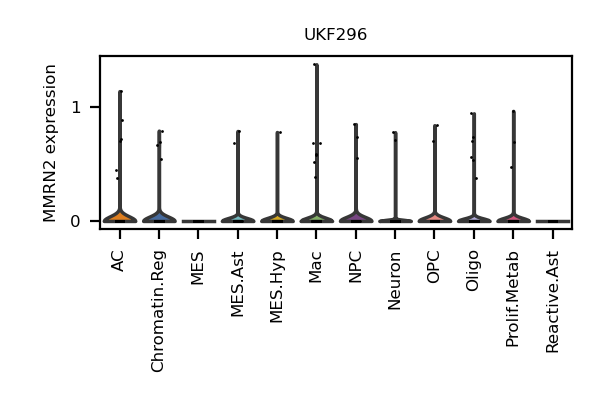 UKF296
MMRN2 expression
1
0
AC
Chromatin.Reg
MES
MES.Ast
MES.Hyp
Mac
NPC
Neuron
OPC
Oligo
Prolif.Metab
Reactive.Ast